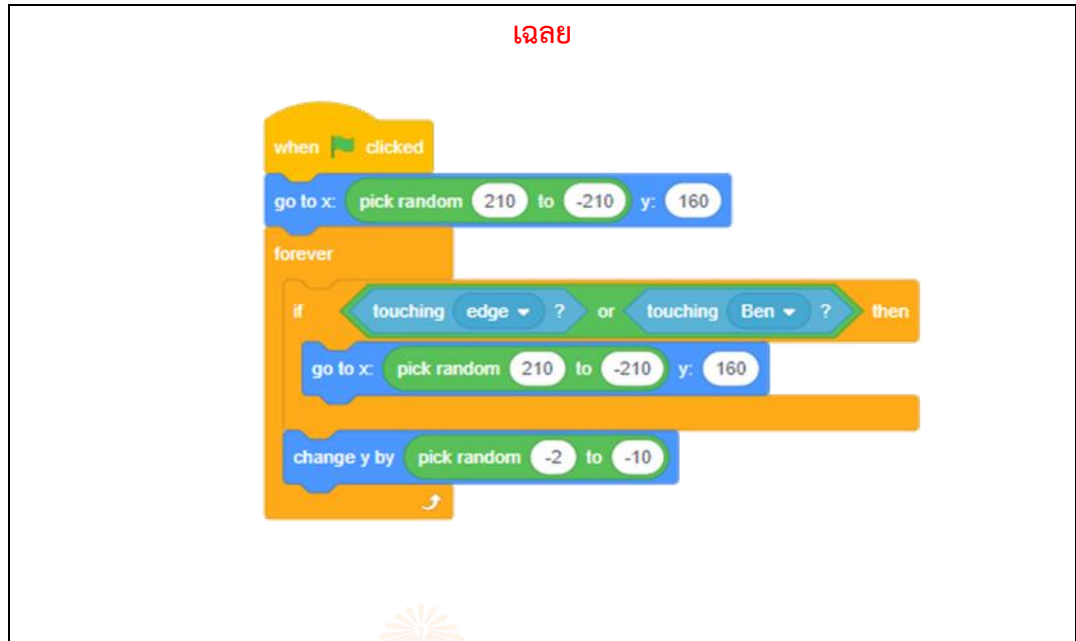 เฉลย
when clicked
go to x: pick random 210 to -210 y: 160
forever
if touching edge ? or touching Ben ? then
go to x: pick random 210 to -210 y: 160
change y by pick random -2 to -10